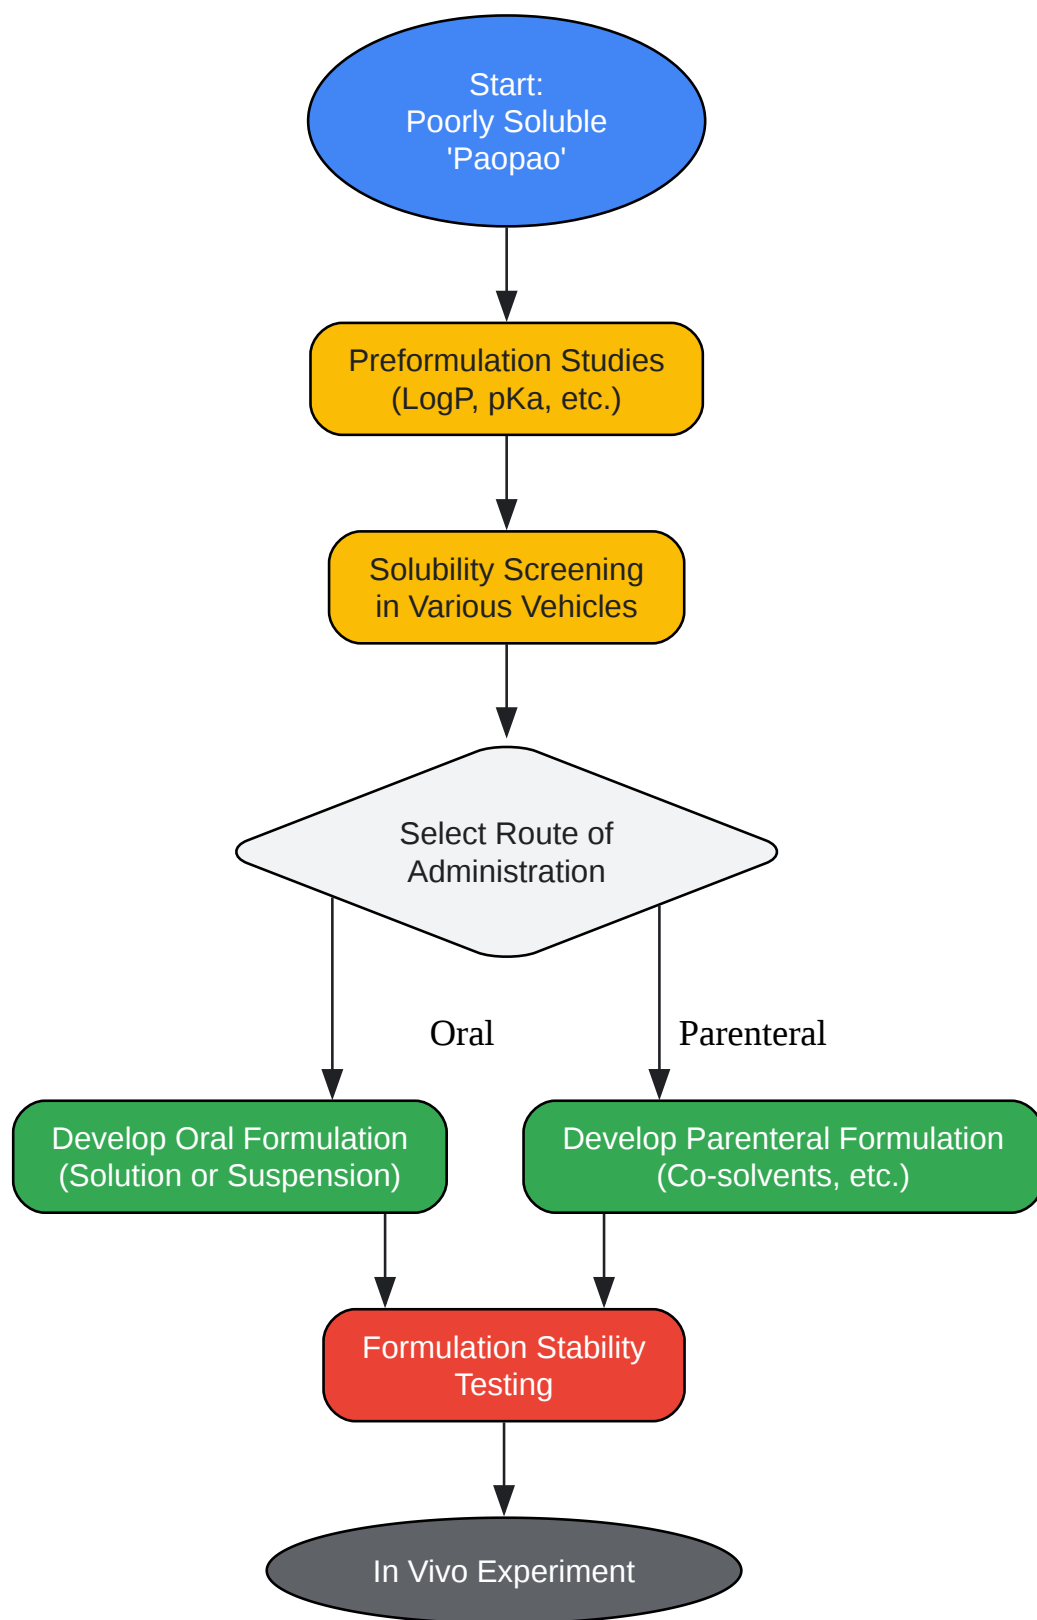 Start:
Poorly Soluble
'Paopao'
Preformulation Studies
(LogP, pKa, etc.)
Solubility Screening
in Various Vehicles
Select Route of
Administration
Oral
Parenteral
Develop Oral Formulation
(Solution or Suspension)
Develop Parenteral Formulation
(Co-solvents, etc.)
Formulation Stability
Testing
In Vivo Experiment